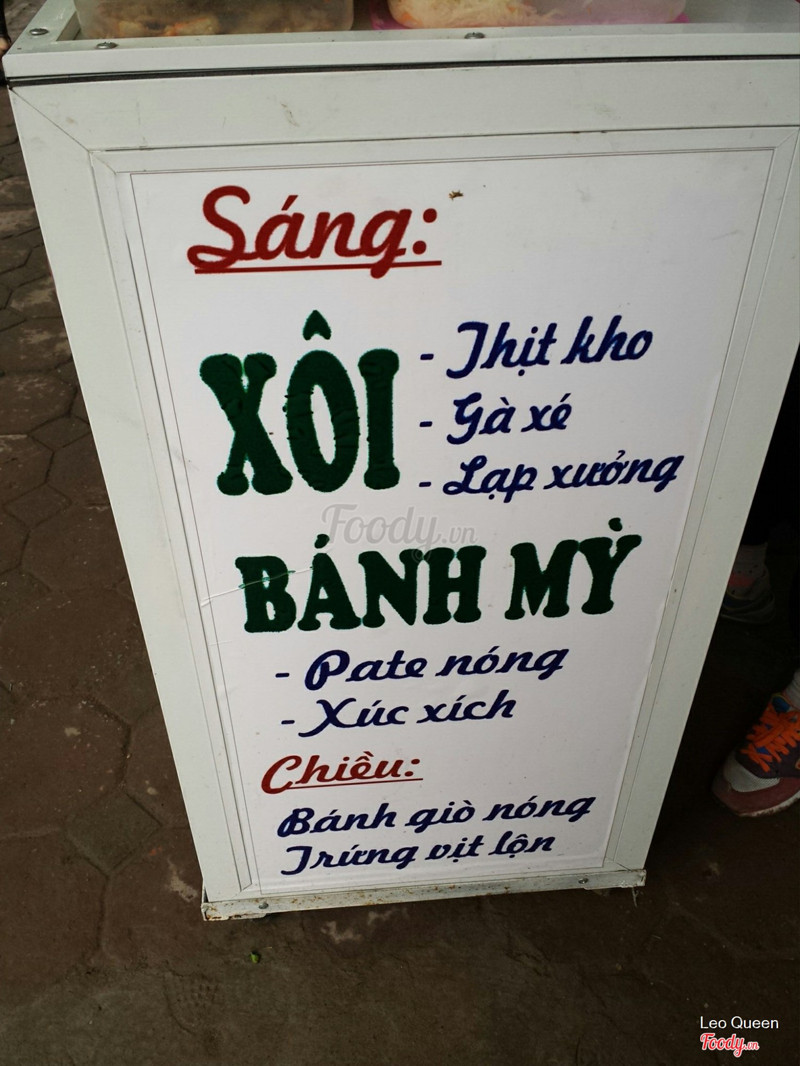 Sáng:
XÔI
- Thịt kho
- Gà xé
- Lạp xưởng
Foody.vn
BÁNH MỲ
- Pate nóng
- Xúc xích
Chiều:
Bánh giò nóng
Trứng vịt lộn
Leo Queen
Foody.vn